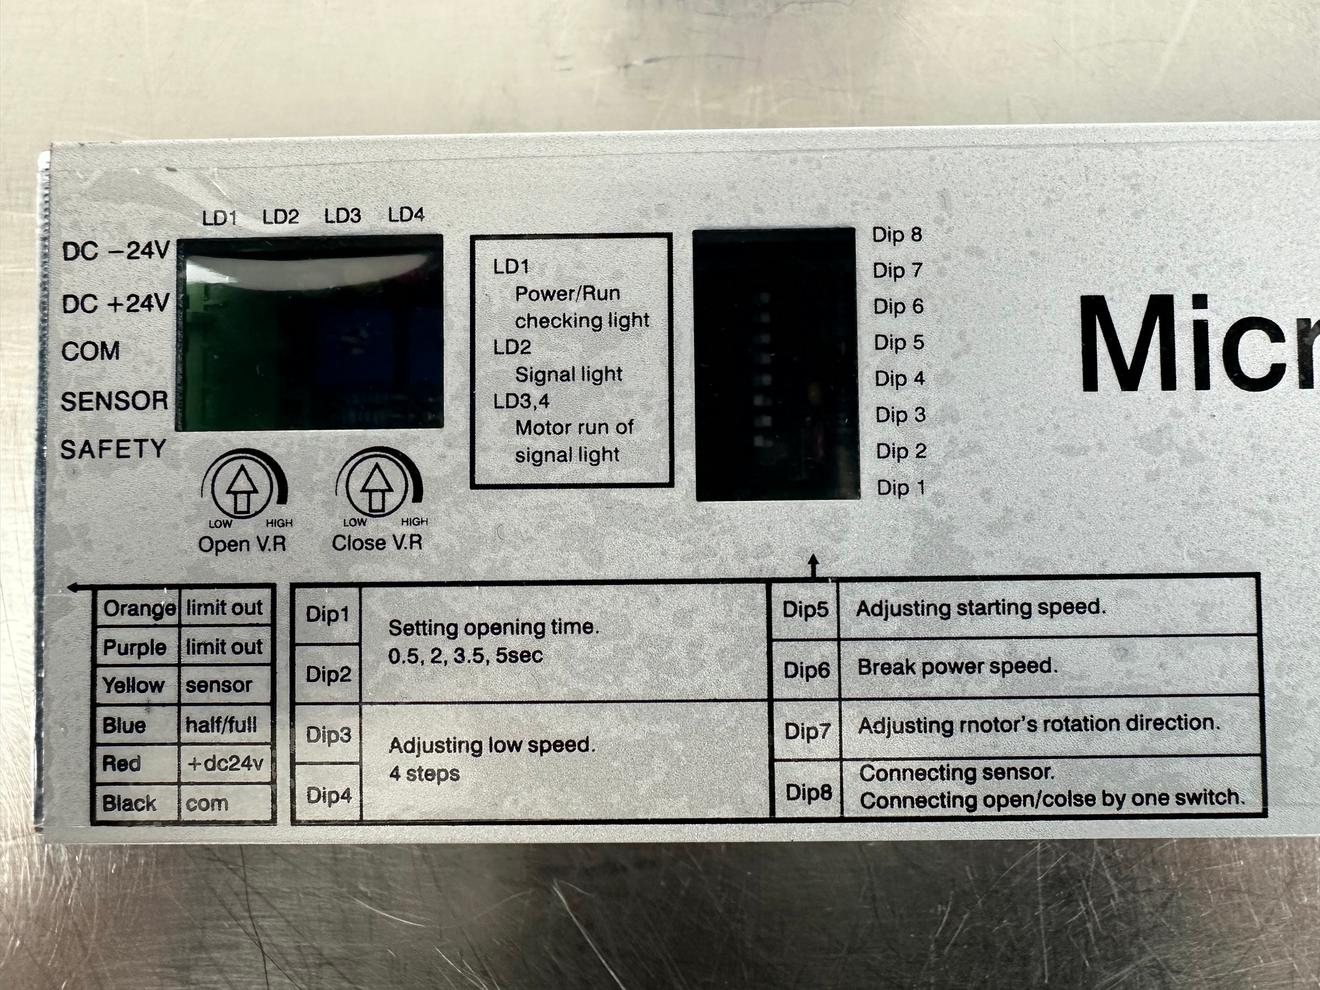 LD1 LD2 LD3 LD4
DC −24V
DC +24V
COM
SENSOR
SAFETY
LOW HIGH
Open V.R
LOW HIGH
Close V.R
LD1
Power/Run
checking light
LD2
Signal light
LD3,4
Motor run of
signal light
Dip 8
Dip 7
Dip 6
Dip 5
Dip 4
Dip 3
Dip 2
Dip 1
Micr
Orange limit out
Purple limit out
Yellow sensor
Blue half/full
Red +dc24v
Black com
Dip1
Dip2
Setting opening time.
0.5, 2, 3.5, 5sec
Dip3
Dip4
Adjusting low speed.
4 steps
Dip5 Adjusting starting speed.
Dip6 Break power speed.
Dip7 Adjusting rnotor's rotation direction.
Dip8 Connecting sensor.
Connecting open/colse by one switch.